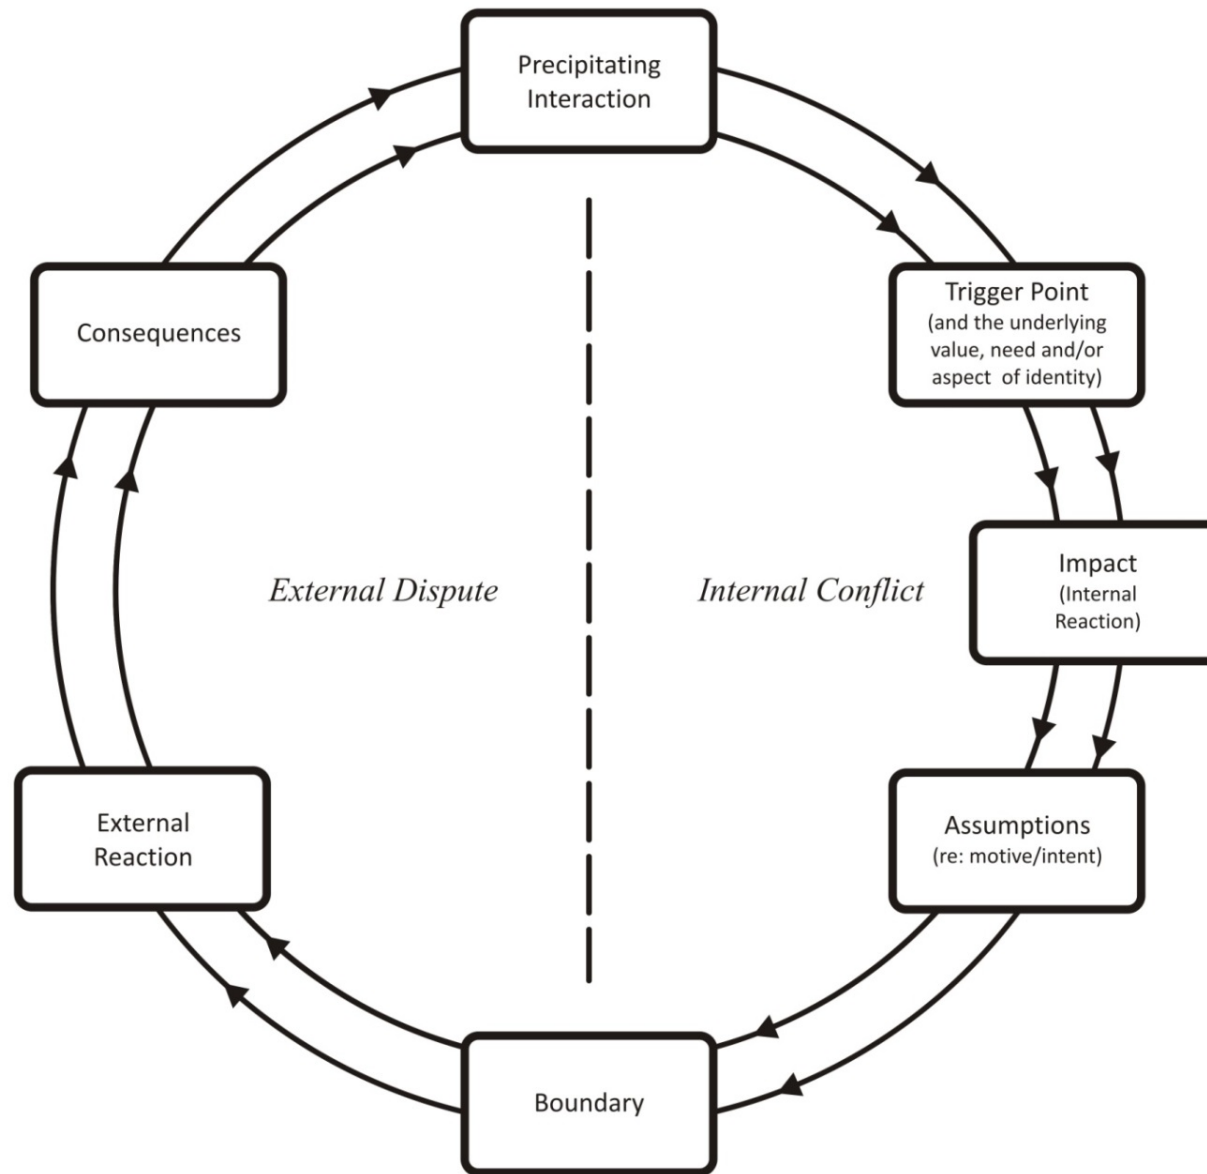 Precipitating
Interaction
Trigger Point
(and the underlying
value, need and/or
aspect of identity)
Impact
(Internal
Reaction)
Assumptions
(re: motive/intent)
Boundary
External
Reaction
Consequences
External Dispute
Internal Conflict